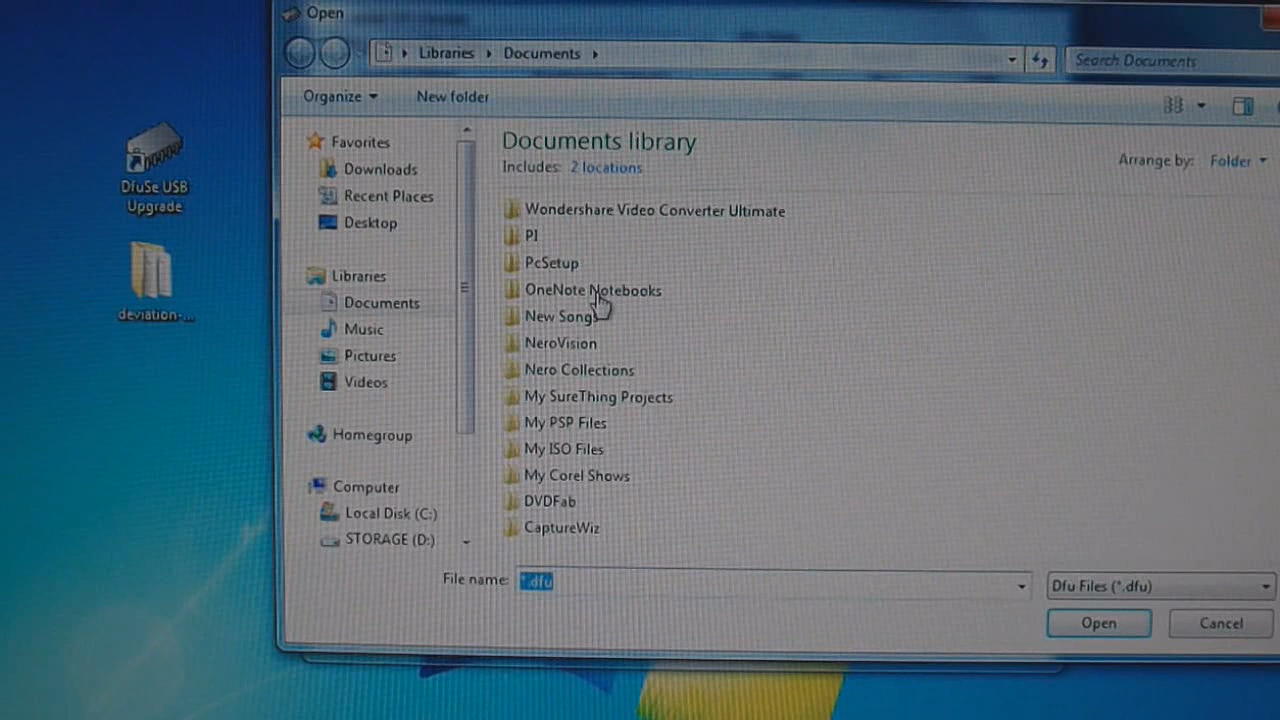 Open
Libraries
Documents
Search Documents
Organize
New folder
DfuSe USB
Upgrade
deviation-...
Favorites
Downloads
Recent Places
Desktop
Libraries
Documents
Music
Pictures
Videos
Homegroup
Computer
Local Disk (C:)
STORAGE (D:)
Documents library
Includes: 2 locations
Arrange by: Folder
Wondershare Video Converter Ultimate
PJ
PcSetup
OneNote Notebooks
New Songs
NeroVision
Nero Collections
My SureThing Projects
My PSP Files
My ISO Files
My Corel Shows
DVDFab
CaptureWiz
File name: *.dfu
Dfu Files (*.dfu)
Open
Cancel